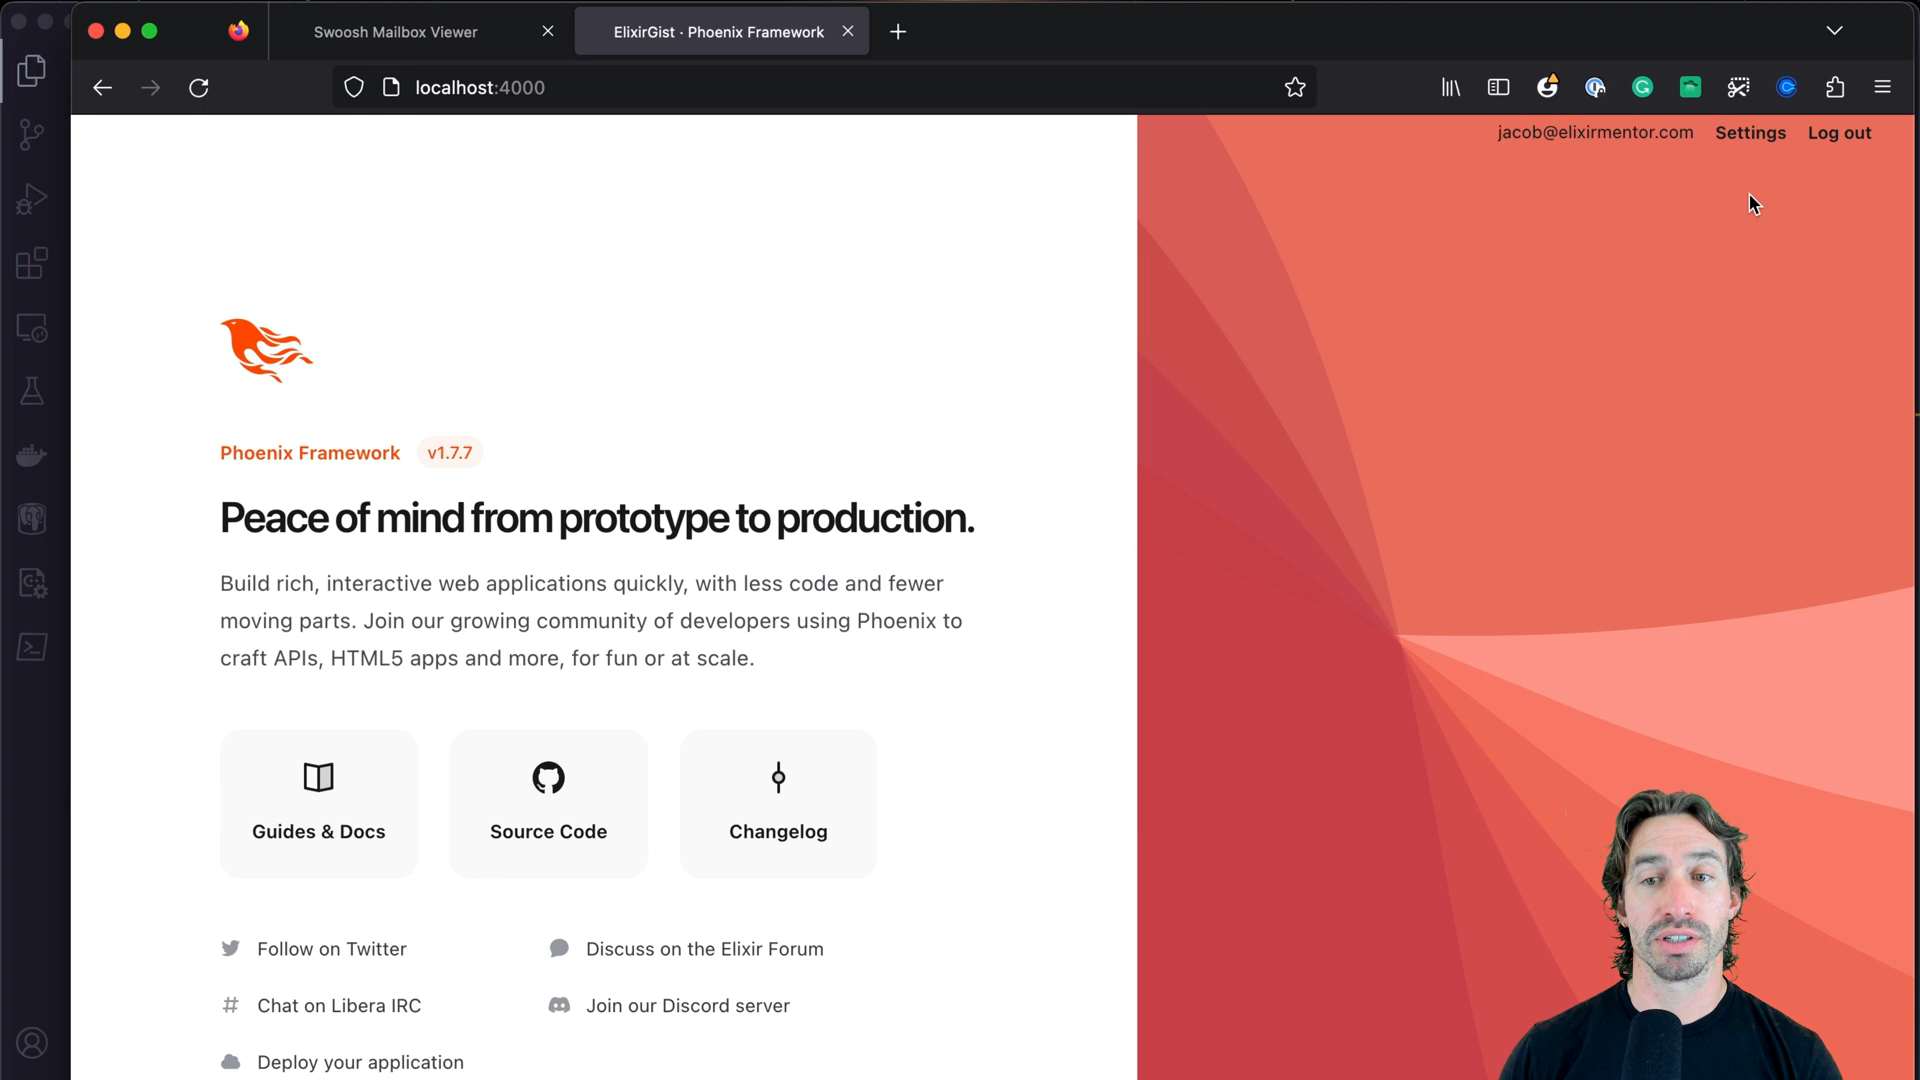 Swoosh Mailbox Viewer
ElixirGist · Phoenix Framework
localhost:4000
jacob@elixirmentor.com Settings Log out
Phoenix Framework v1.7.7
Peace of mind from prototype to production.
Build rich, interactive web applications quickly, with less code and fewer
moving parts. Join our growing community of developers using Phoenix to
craft APIs, HTML5 apps and more, for fun or at scale.
Guides & Docs
Source Code
Changelog
Follow on Twitter
Discuss on the Elixir Forum
Chat on Libera IRC
Join our Discord server
Deploy your application